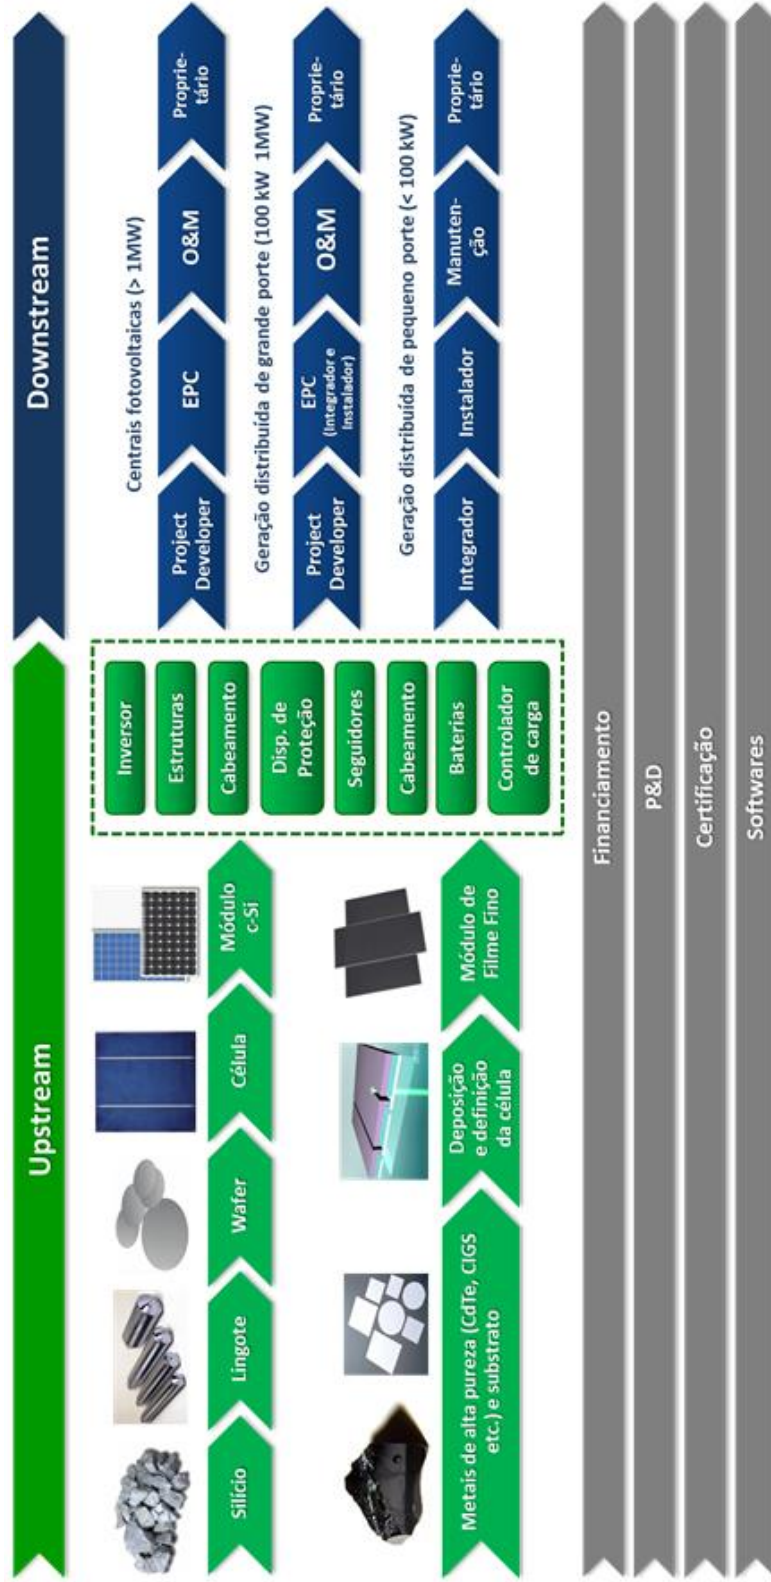 Upstream
Downstream
Silício
Lingote
Wafer
Célula
Módulo
c-Si
Metais de alta pureza (CdTe, CIGS
etc.) e substrato
Deposição
e definição
da célula
Módulo de
Filme Fino
Inversor
Estruturas
Cabeamento
Disp. de
Proteção
Seguidores
Cabeamento
Baterias
Controlador
de carga
Centrais fotovoltaicas (> 1MW)
Project
Developer
EPC
O&M
Proprie-
tário
Geração distribuída de grande porte (100 kW 1MW)
Project
Developer
EPC
(Integrador e
Instalador)
O&M
Proprie-
tário
Geração distribuída de pequeno porte (< 100 kW)
Integrador
Instalador
Manuten-
ção
Proprie-
tário
Financiamento
P&D
Certificação
Softwares